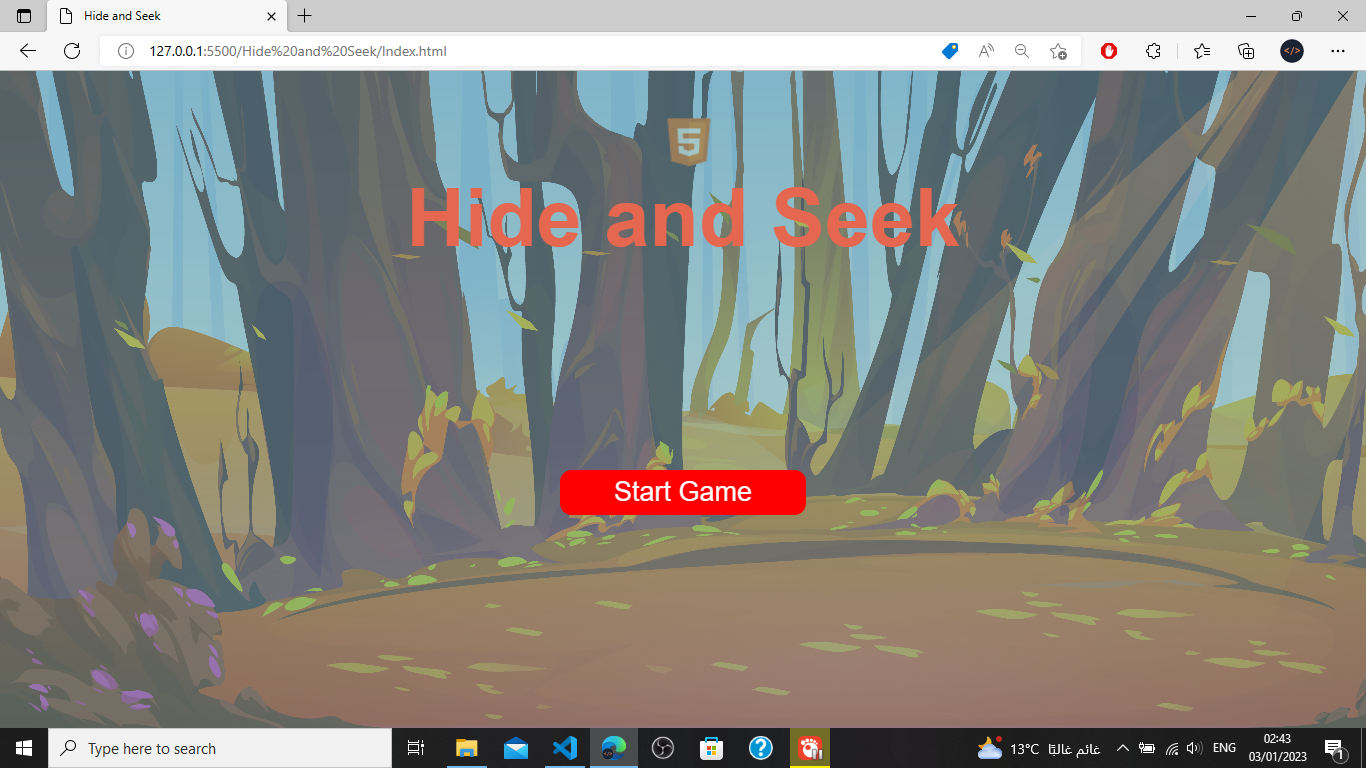 Hide and Seek
127.0.0.1:5500/Hide%20and%20Seek/Index.html
5
Hide and Seek
Start Game
Type here to search
13°C غائم غالبًا
ENG
02:43
03/01/2023
1